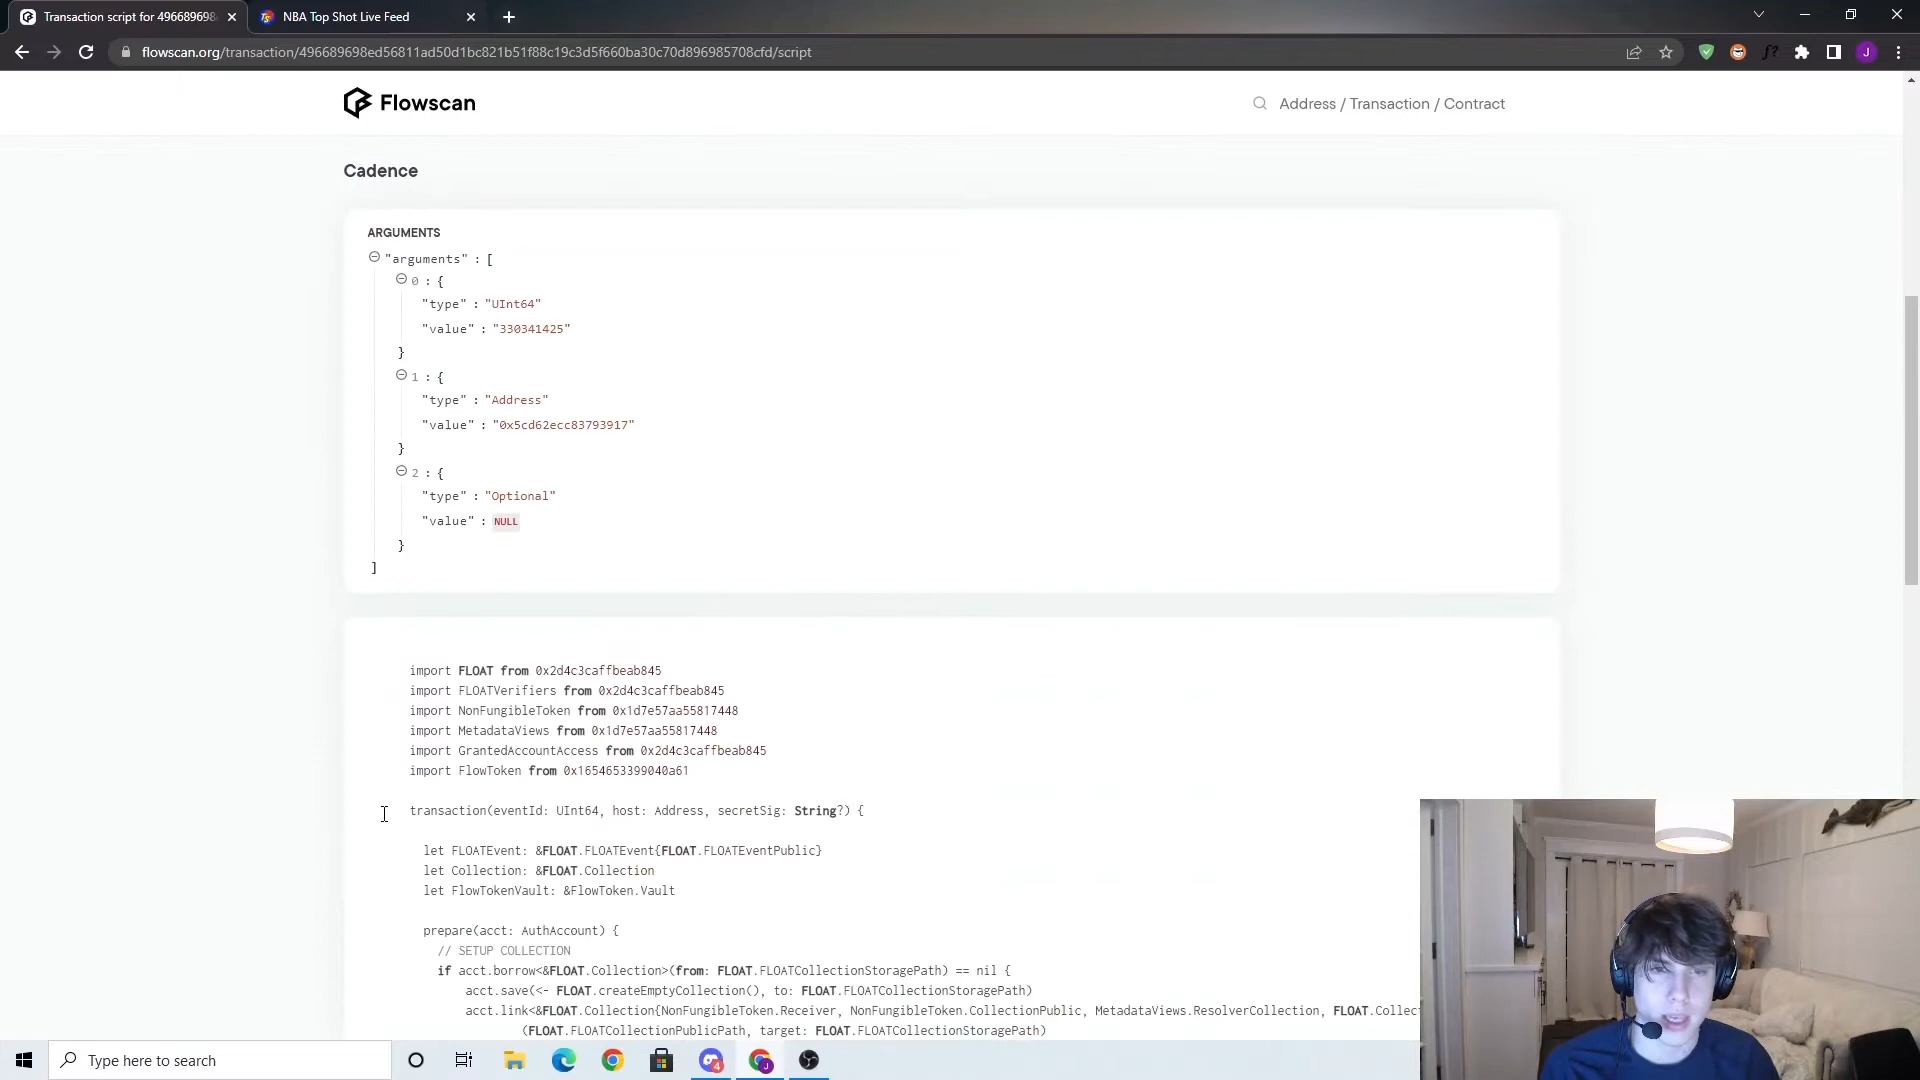 Transaction script for 49668969
NBA Top Shot Live Feed
flowscan.org/transaction/496689698ed56811ad50d1bc821b51f88c19c3d5f660ba30c70d896985708cfd/script
J
Flowscan
Address / Transaction / Contract
Cadence
ARGUMENTS
"arguments" : [
0 : {
"type" : "UInt64"
"value" : "330341425"
}
1 : {
"type" : "Address"
"value" : "0x5cd62ecc83793917"
}
2 : {
"type" : "Optional"
"value" : NULL
}
]
import FLOAT from 0x2d4c3caffbeab845
import FLOATVerifiers from 0x2d4c3caffbeab845
import NonFungibleToken from 0x1d7e57aa55817448
import MetadataViews from 0x1d7e57aa55817448
import GrantedAccountAccess from 0x2d4c3caffbeab845
import FlowToken from 0x1654653399040a61
transaction(eventId: UInt64, host: Address, secretSig: String?) {
let FLOATEvent: &FLOAT.FLOATEvent{FLOAT.FLOATEventPublic}
let Collection: &FLOAT.Collection
let FlowTokenVault: &FlowToken.Vault
prepare(acct: AuthAccount) {
// SETUP COLLECTION
if acct.borrow<&FLOAT.Collection>(from: FLOAT.FLOATCollectionStoragePath) == nil {
acct.save(<- FLOAT.createEmptyCollection(), to: FLOAT.FLOATCollectionStoragePath)
acct.link<&FLOAT.Collection{NonFungibleToken.Receiver, NonFungibleToken.CollectionPublic, MetadataViews.ResolverCollection, FLOAT.Collec
(FLOAT.FLOATCollectionPublicPath, target: FLOAT.FLOATCollectionStoragePath)
Type here to search
4
J